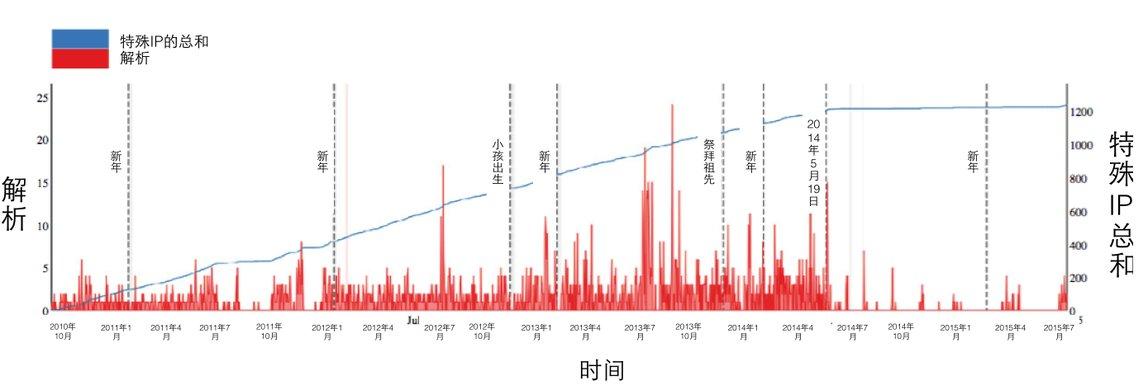 特殊IP的总和
解析
25
20
15
10
5
0
解析
新年
新年
小孩出生
新年
祭拜祖先
新年
2014年5月19日
新年
1200
1000
800
600
400
200
0
5
特殊IP总和
2010年10月
2011年1月
2011年4月
2011年7月
2011年10月
2012年1月
2012年4月
Jul
2012年7月
2012年10月
2013年1月
2013年4月
2013年7月
2013年10月
2014年1月
2014年4月
2014年7月
2014年10月
2015年1月
2015年4月
2015年7月
时间